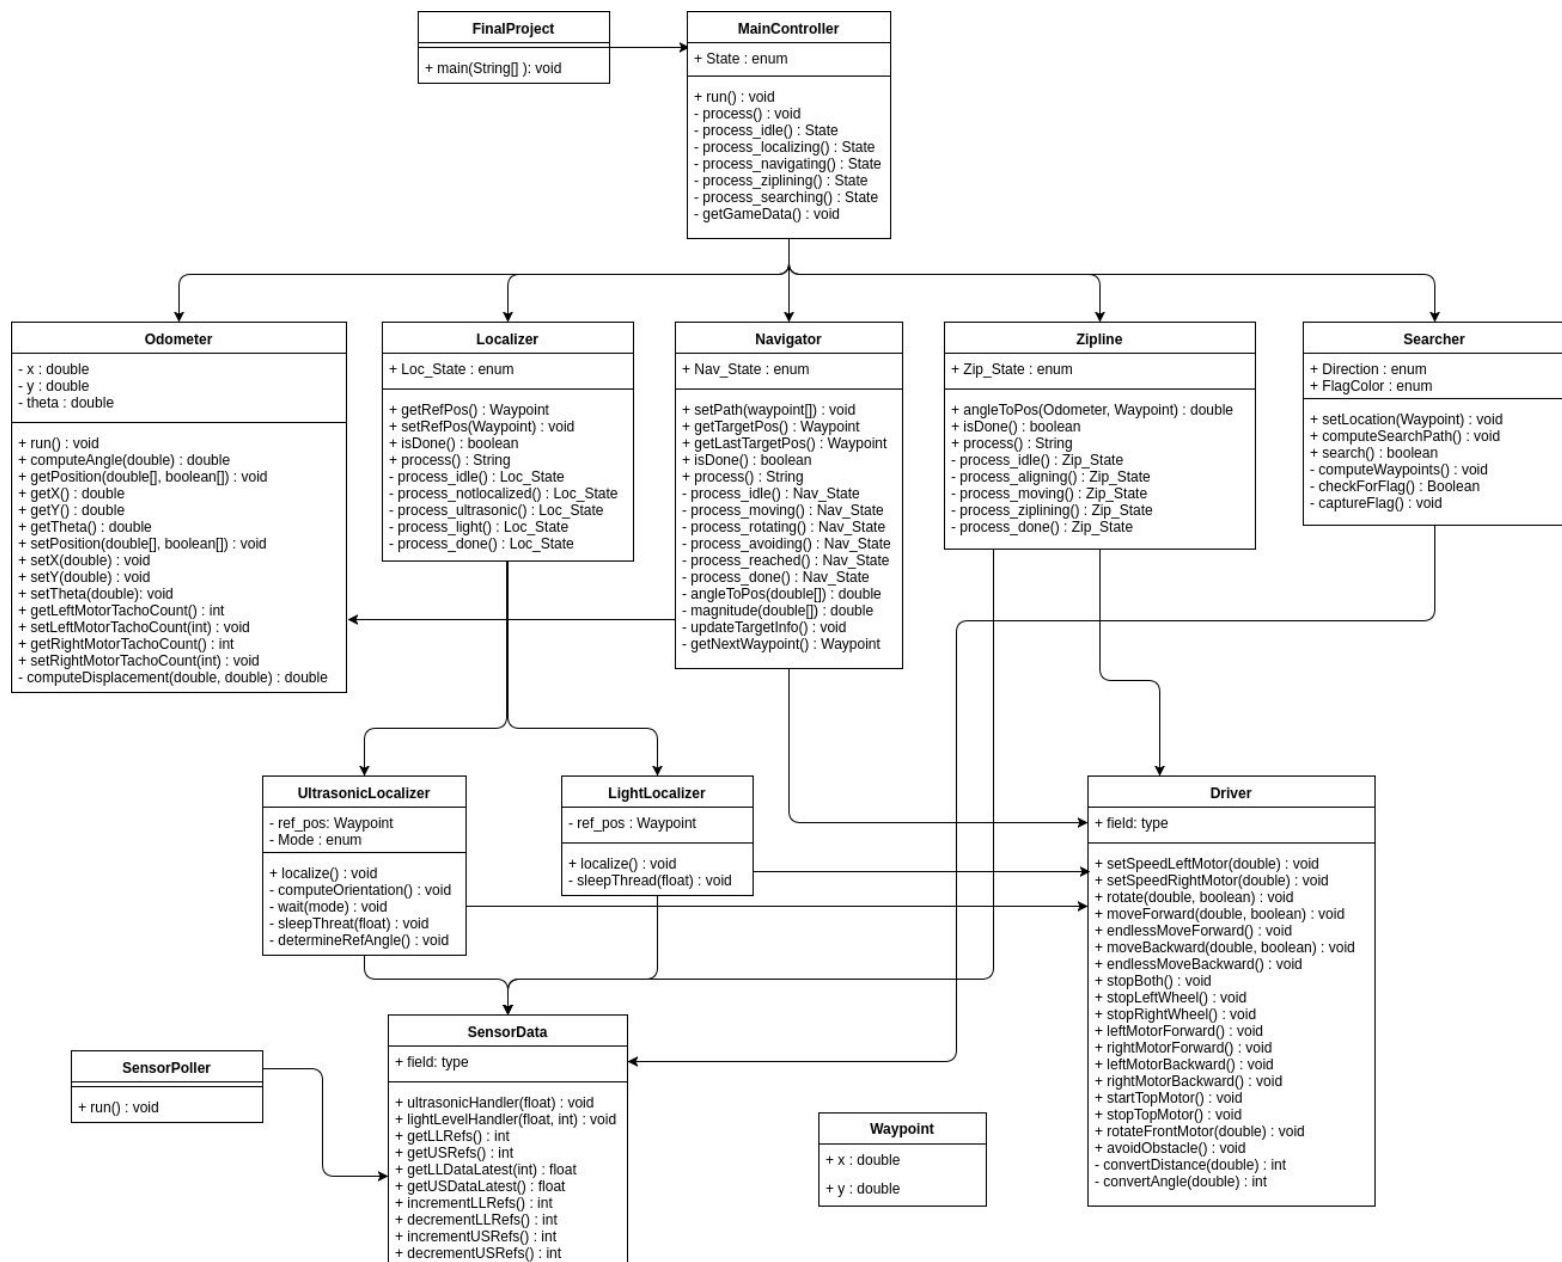 FinalProject
+ main(String[] ): void
MainController
+ State : enum
+ run() : void
- process() : void
- process_idle() : State
- process_localizing() : State
- process_navigating() : State
- process_ziplining() : State
- process_searching() : State
- getGameData() : void
Odometer
- x : double
- y : double
- theta : double
+ run() : void
+ computeAngle(double) : double
+ getPosition(double[], boolean[]) : void
+ getX() : double
+ getY() : double
+ getTheta() : double
+ setPosition(double[], boolean[]) : void
+ setX(double) : void
+ setY(double) : void
+ setTheta(double): void
+ getLeftMotorTachoCount() : int
+ setLeftMotorTachoCount(int) : void
+ getRightMotorTachoCount() : int
+ setRightMotorTachoCount(int) : void
- computeDisplacement(double, double) : double
Localizer
+ Loc_State : enum
+ getRefPos() : Waypoint
+ setRefPos(Waypoint) : void
+ isDone() : boolean
+ process() : String
- process_idle() : Loc_State
- process_notlocalized() : Loc_State
- process_ultrasonic() : Loc_State
- process_light() : Loc_State
- process_done() : Loc_State
Navigator
+ Nav_State : enum
+ setPath(waypoint[]) : void
+ getTargetPos() : Waypoint
+ getLastTargetPos() : Waypoint
+ isDone() : boolean
+ process() : String
- process_idle() : Nav_State
- process_moving() : Nav_State
- process_rotating() : Nav_State
- process_avoiding() : Nav_State
- process_reached() : Nav_State
- process_done() : Nav_State
- angleToPos(double[]) : double
- magnitude(double[]) : double
- updateTargetInfo() : void
- getNextWaypoint() : Waypoint
Zipline
+ Zip_State : enum
+ angleToPos(Odometer, Waypoint) : double
+ isDone() : boolean
+ process() : String
- process_idle() : Zip_State
- process_aligning() : Zip_State
- process_moving() : Zip_State
- process_ziplining() : Zip_State
- process_done() : Zip_State
Searcher
+ Direction : enum
+ FlagColor : enum
+ setLocation(Waypoint) : void
+ computeSearchPath() : void
+ search() : boolean
- computeWaypoints() : void
- checkForFlag() : Boolean
- captureFlag() : void
UltrasonicLocalizer
- ref_pos: Waypoint
- Mode : enum
+ localize() : void
- computeOrientation() : void
- wait(mode) : void
- sleepThreat(float) : void
- determineRefAngle() : void
LightLocalizer
- ref_pos : Waypoint
+ localize() : void
- sleepThread(float) : void
Driver
+ field: type
+ setSpeedLeftMotor(double) : void
+ setSpeedRightMotor(double) : void
+ rotate(double, boolean) : void
+ moveForward(double, boolean) : void
+ endlessMoveForward() : void
+ moveBackward(double, boolean) : void
+ endlessMoveBackward() : void
+ stopBoth() : void
+ stopLeftWheel() : void
+ stopRightWheel() : void
+ leftMotorForward() : void
+ rightMotorForward() : void
+ leftMotorBackward() : void
+ rightMotorBackward() : void
+ startTopMotor() : void
+ stopTopMotor() : void
+ rotateFrontMotor(double) : void
+ avoidObstacle() : void
- convertDistance(double) : int
- convertAngle(double) : int
SensorPoller
+ run() : void
SensorData
+ field: type
+ ultrasonicHandler(float) : void
+ lightLevelHandler(float, int) : void
+ getLLRefs() : int
+ getUSRefs() : int
+ getLLDataLatest(int) : float
+ getUSDataLatest() : float
+ incrementLLRefs() : int
+ decrementLLRefs() : int
+ incrementUSRefs() : int
+ decrementUSRefs() : int
Waypoint
+ x : double
+ y : double